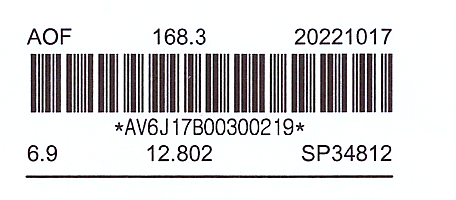 AOF 168.3 20221017
*AV6J17B00300219*
6.9 12.802 SP34812